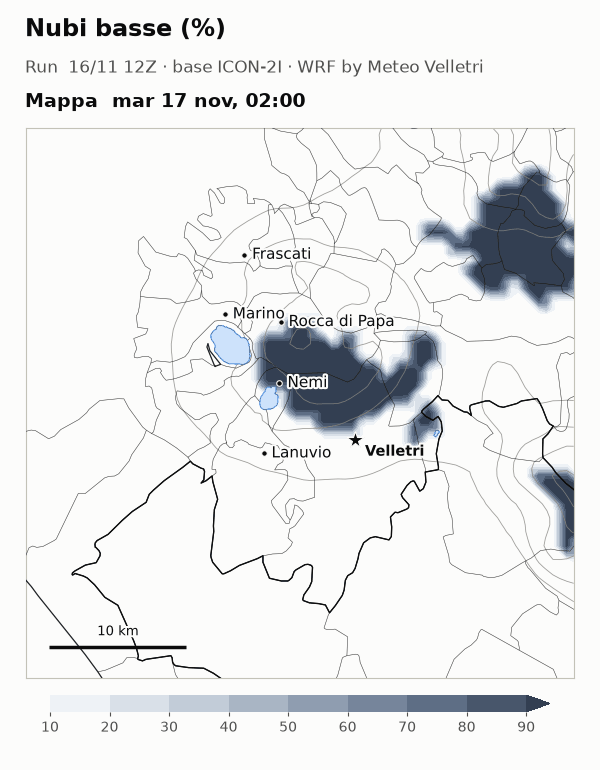 Nubi basse (%)
Run 16/11 12Z · base ICON-2I · WRF by Meteo Velletri
Mappa mar 17 nov, 02:00
Frascati
Marino
Rocca di Papa
Nemi
Velletri
Lanuvio
10 km
10 20 30 40 50 60 70 80 90